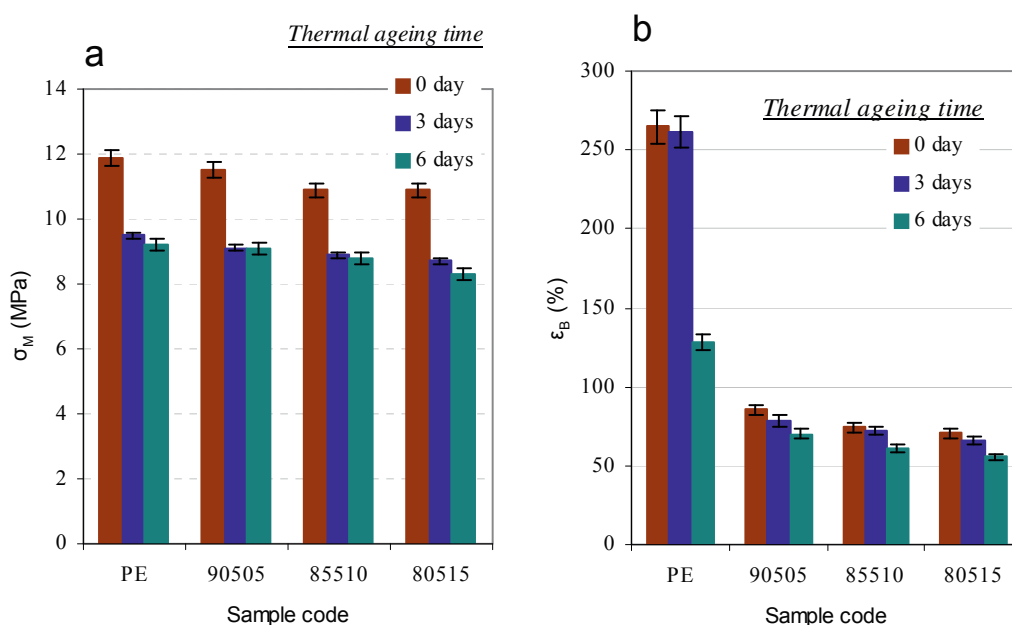 a
Thermal ageing time
0 day
3 days
6 days
14
12
10
8
6
4
2
0
σM (MPa)
PE 90505 85510 80515
Sample code
b
Thermal ageing time
0 day
3 days
6 days
300
250
200
150
100
50
0
εB (%)
PE 90505 85510 80515
Sample code